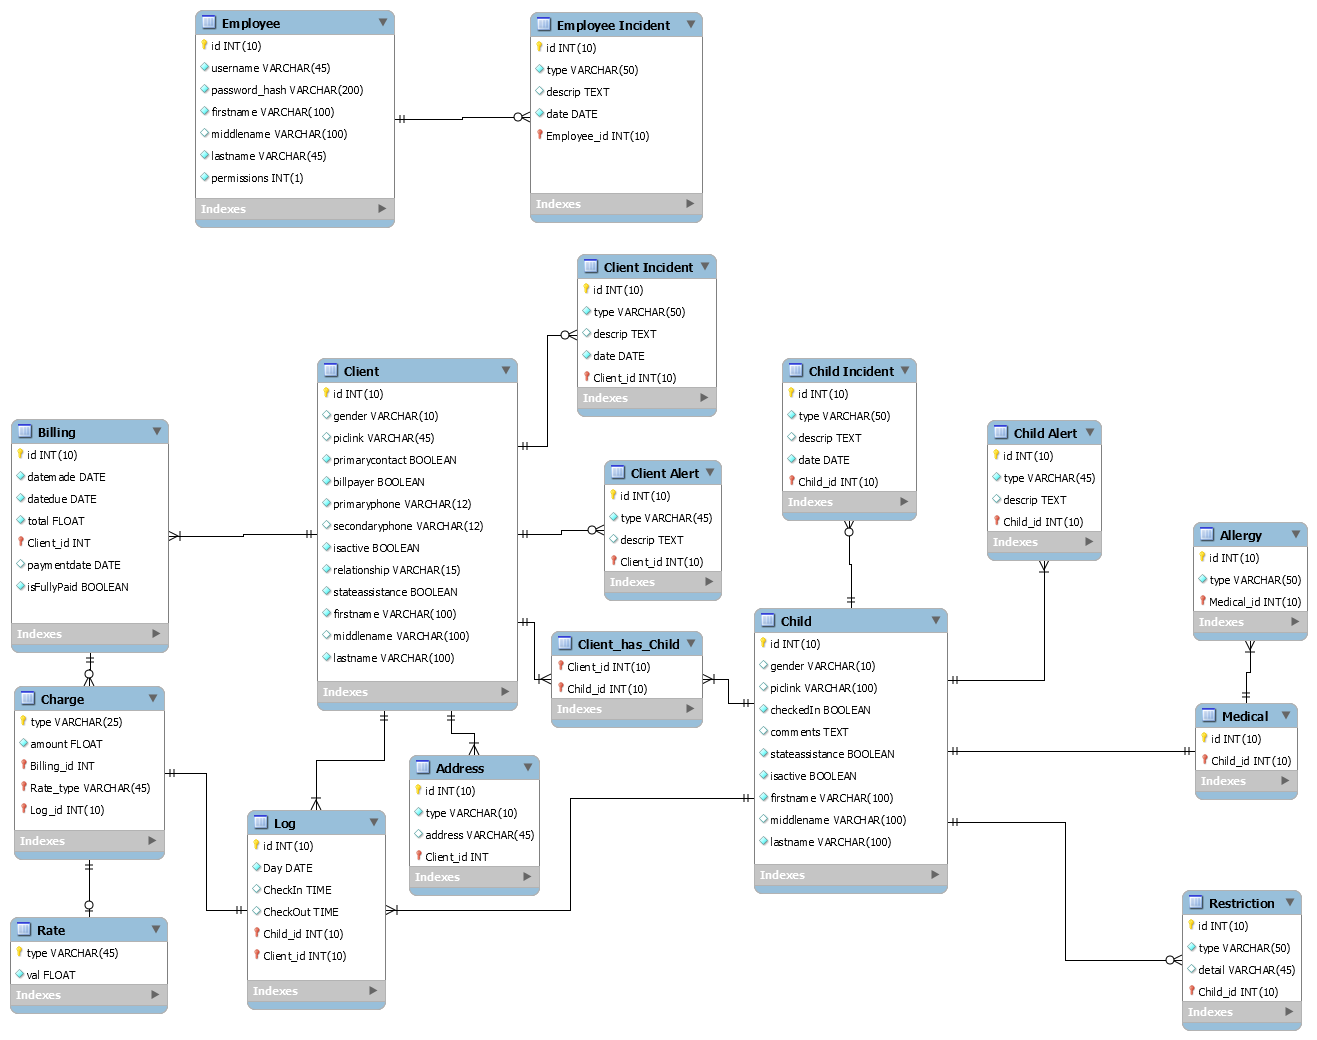 Employee
id INT(10)
username VARCHAR(45)
password_hash VARCHAR(200)
firstname VARCHAR(100)
middlename VARCHAR(100)
lastname VARCHAR(45)
permissions INT(1)
Indexes
Employee Incident
id INT(10)
type VARCHAR(50)
descrip TEXT
date DATE
Employee_id INT(10)
Indexes
Client Incident
id INT(10)
type VARCHAR(50)
descrip TEXT
date DATE
Client_id INT(10)
Indexes
Client
id INT(10)
gender VARCHAR(10)
piclink VARCHAR(45)
primarycontact BOOLEAN
billpayer BOOLEAN
primaryphone VARCHAR(12)
secondaryphone VARCHAR(12)
isactive BOOLEAN
relationship VARCHAR(15)
stateassistance BOOLEAN
firstname VARCHAR(100)
middlename VARCHAR(100)
lastname VARCHAR(100)
Indexes
Child Incident
id INT(10)
type VARCHAR(50)
descrip TEXT
date DATE
Child_id INT(10)
Indexes
Billing
id INT(10)
datemade DATE
datedue DATE
total FLOAT
Client_id INT
paymentdate DATE
isFullyPaid BOOLEAN
Indexes
Child Alert
id INT(10)
type VARCHAR(45)
descrip TEXT
Child_id INT(10)
Indexes
Client Alert
id INT(10)
type VARCHAR(45)
descrip TEXT
Client_id INT(10)
Indexes
Allergy
id INT(10)
type VARCHAR(50)
Medical_id INT(10)
Indexes
Client_has_Child
Client_id INT(10)
Child_id INT(10)
Indexes
Child
id INT(10)
gender VARCHAR(10)
piclink VARCHAR(100)
checkedIn BOOLEAN
comments TEXT
stateassistance BOOLEAN
isactive BOOLEAN
firstname VARCHAR(100)
middlename VARCHAR(100)
lastname VARCHAR(100)
Indexes
Charge
type VARCHAR(25)
amount FLOAT
Billing_id INT
Rate_type VARCHAR(45)
Log_id INT(10)
Indexes
Medical
id INT(10)
Child_id INT(10)
Indexes
Address
id INT(10)
type VARCHAR(10)
address VARCHAR(45)
Client_id INT
Indexes
Log
id INT(10)
Day DATE
CheckIn TIME
CheckOut TIME
Child_id INT(10)
Client_id INT(10)
Indexes
Rate
type VARCHAR(45)
val FLOAT
Indexes
Restriction
id INT(10)
type VARCHAR(50)
detail VARCHAR(45)
Child_id INT(10)
Indexes